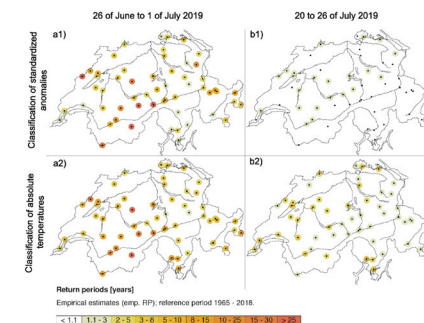 26 of June to 1 of July 2019
20 to 26 of July 2019
a1)
b1)
Classification of standardized
anomalies
a2)
b2)
Classification of absolute
temperatures
Return periods [years]
Empirical estimates (emp. RP); reference period 1965 - 2018.
< 1.1 1.1 - 3 2 - 5 3 - 8 5 - 10 8 - 15 10 - 25 15 - 30 > 25